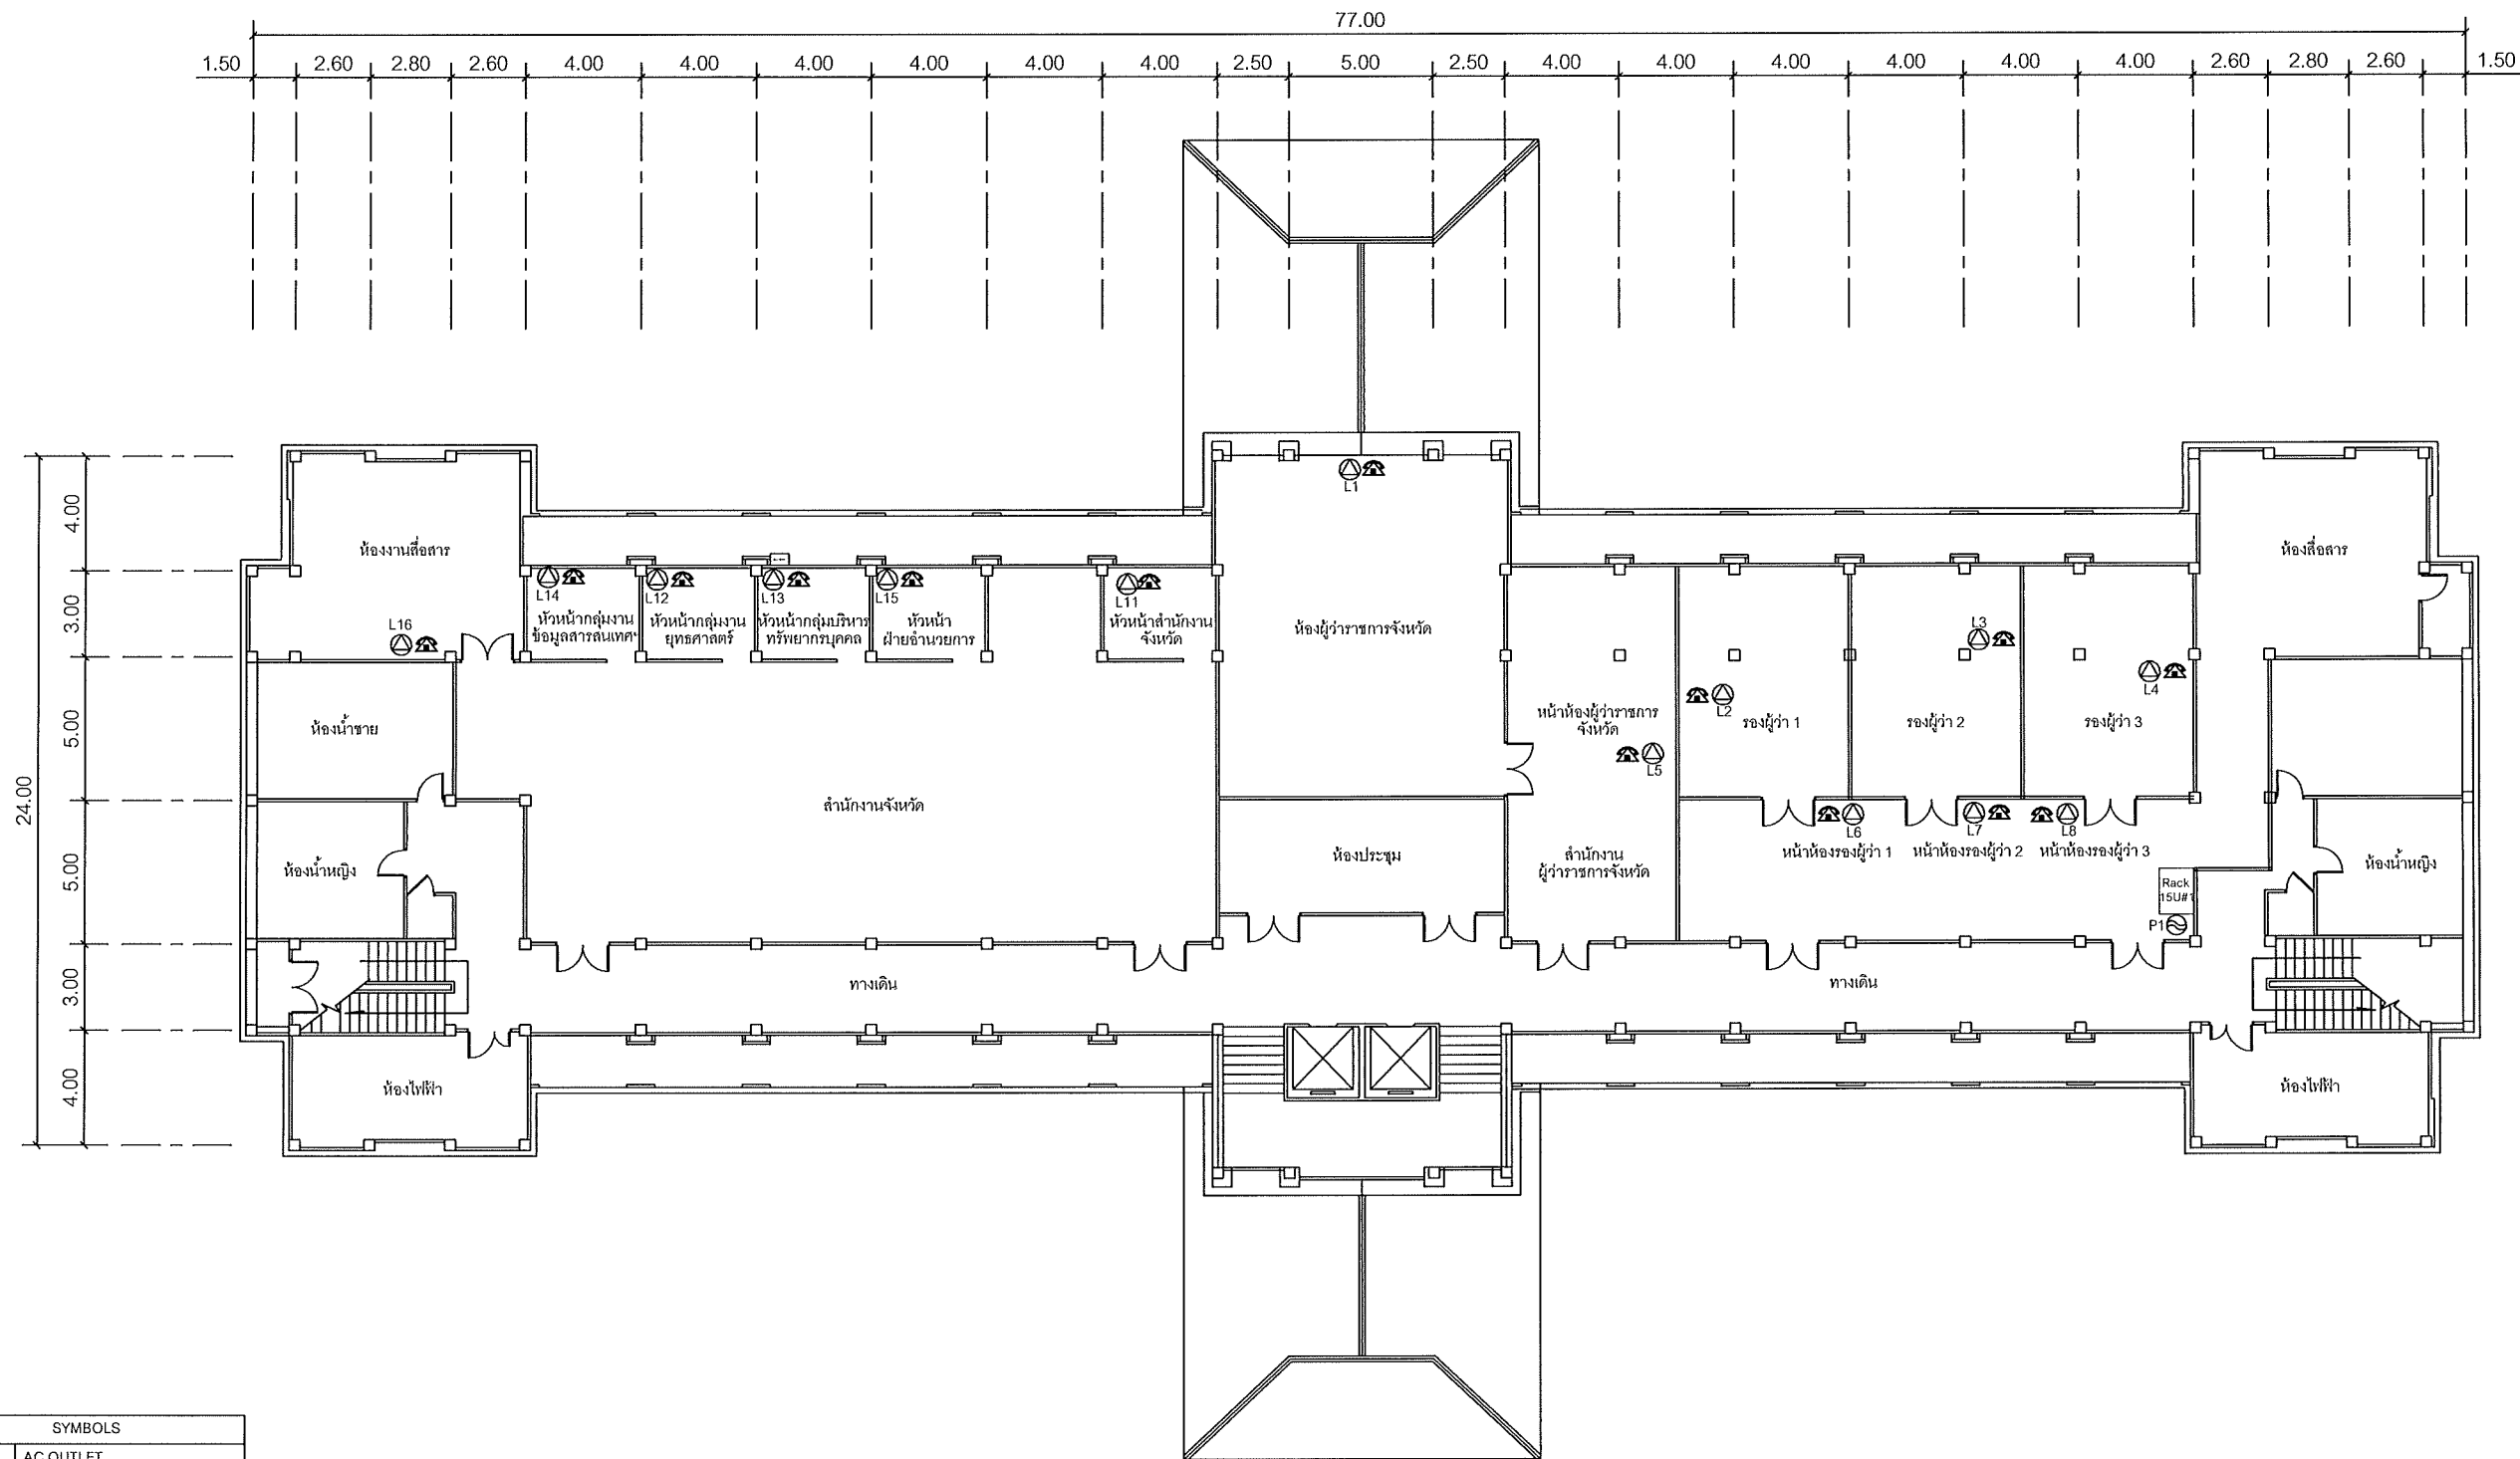 77.00
1.50 2.60 2.80 2.60 4.00 4.00 4.00 4.00 4.00 4.00 2.50 5.00 2.50 4.00 4.00 4.00 4.00 4.00 4.00 2.60 2.80 2.60 1.50
24.00
4.00
3.00
5.00
5.00
3.00
4.00
L1
ห้องงานสื่อสาร
ห้องสื่อสาร
L14
L12
L13
L15
L11
หัวหน้ากลุ่มงาน
ข้อมูลสารสนเทศฯ
หัวหน้ากลุ่มงาน
ยุทธศาสตร์
หัวหน้ากลุ่มบริหาร
ทรัพยากรบุคคล
หัวหน้า
ฝ่ายอำนวยการ
หัวหน้าสำนักงาน
จังหวัด
L16
ห้องผู้ว่าราชการจังหวัด
L3
L4
L2
หน้าห้องผู้ว่าราชการ
จังหวัด
L5
รองผู้ว่า 1
รองผู้ว่า 2
รองผู้ว่า 3
ห้องน้ำชาย
สำนักงานจังหวัด
L6
L7
L8
หน้าห้องรองผู้ว่า 1
หน้าห้องรองผู้ว่า 2
หน้าห้องรองผู้ว่า 3
ห้องน้ำหญิง
ห้องประชุม
สำนักงาน
ผู้ว่าราชการจังหวัด
ห้องน้ำหญิง
Rack
15U#1
P1
ทางเดิน
ทางเดิน
ห้องไฟฟ้า
ห้องไฟฟ้า
SYMBOLS
AC OUTLET